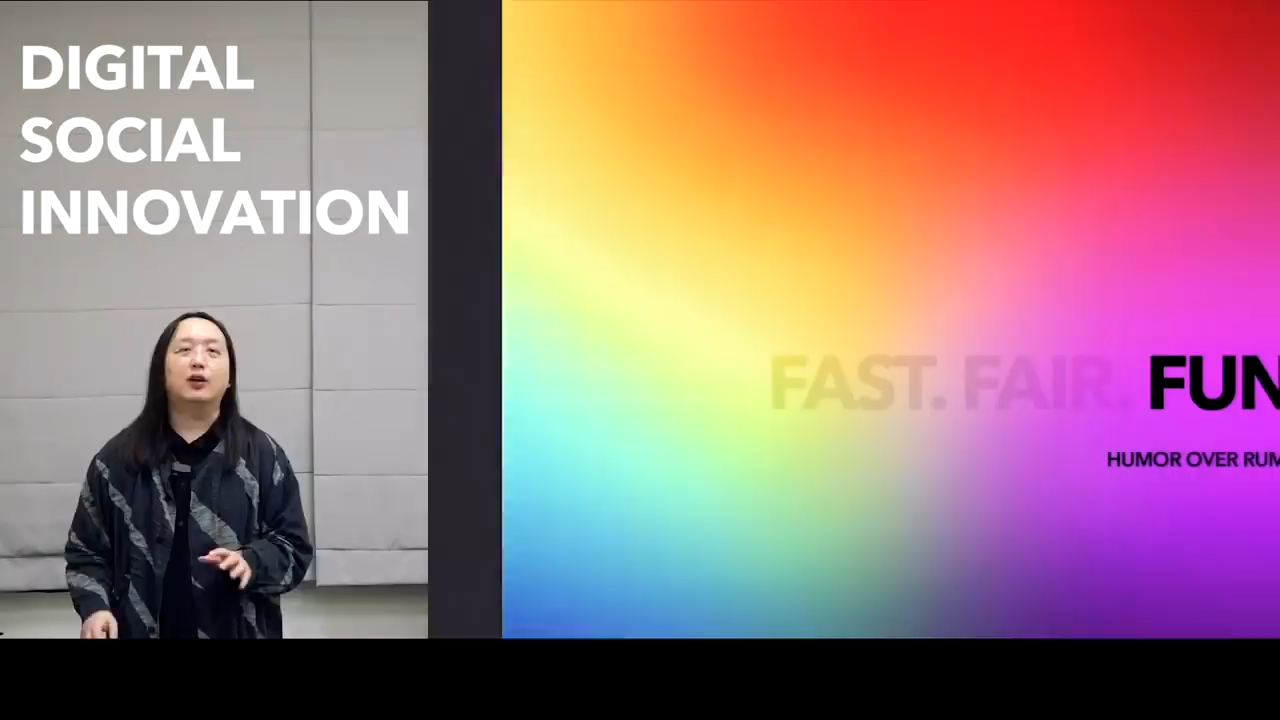 DIGITAL
SOCIAL
INNOVATION
FAST. FAIR. FUN
HUMOR OVER RUM